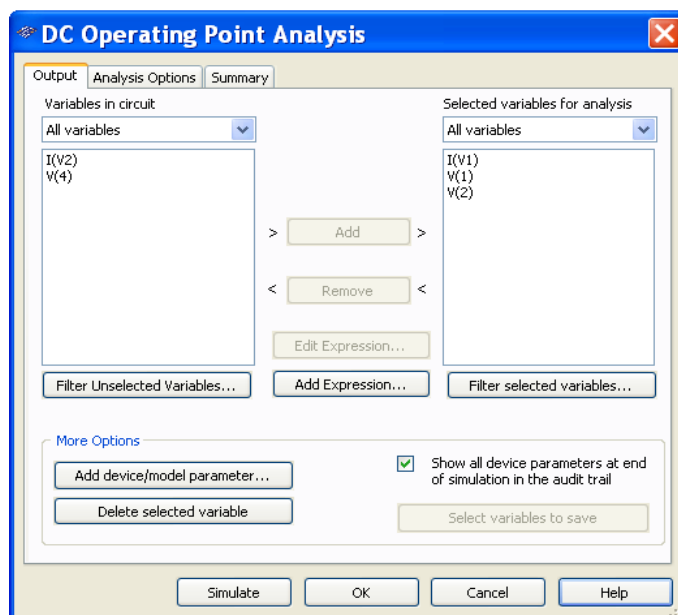 DC Operating Point Analysis
Output Analysis Options Summary
Variables in circuit
All variables
I(V2)
V(4)
Selected variables for analysis
All variables
I(V1)
V(1)
V(2)
> Add >
< Remove <
Edit Expression...
Add Expression...
Filter Unselected Variables...
Filter selected variables...
More Options
Add device/model parameter...
Delete selected variable
Show all device parameters at end
of simulation in the audit trail
Select variables to save
Simulate OK Cancel Help